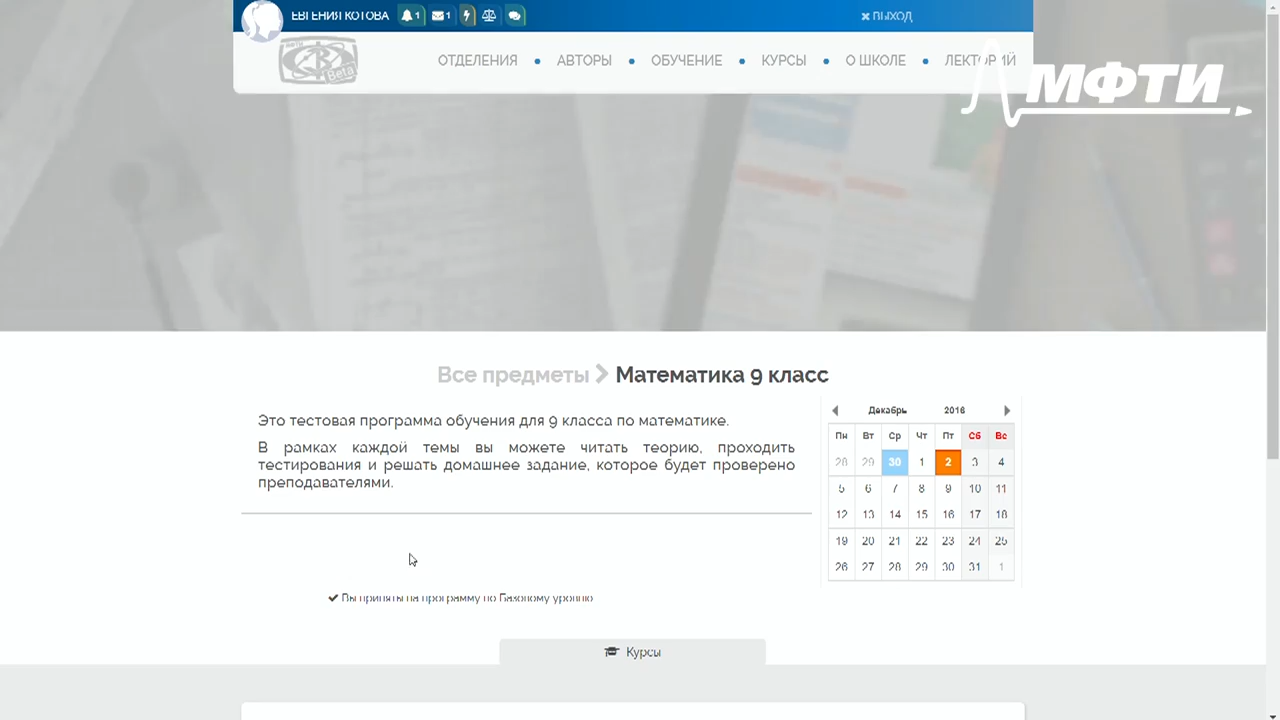 ЕВГЕНИЯ КОТОВА 1 1 ВЫХОД
Beta
ОТДЕЛЕНИЯ • АВТОРЫ • ОБУЧЕНИЕ • КУРСЫ • О ШКОЛЕ • ЛЕКТОРИЙ
МФТИ
Все предметы Математика 9 класс
Это тестовая программа обучения для 9 класса по математике.
В рамках каждой темы вы можете читать теорию, проходить
тестирования и решать домашнее задание, которое будет проверено
преподавателями.
Декабрь 2016
Пн Вт Ср Чт Пт Сб Вс
28 29 30 1 2 3 4
5 6 7 8 9 10 11
12 13 14 15 16 17 18
19 20 21 22 23 24 25
26 27 28 29 30 31 1
Вы приняты на программу по Базовому уровню
Курсы